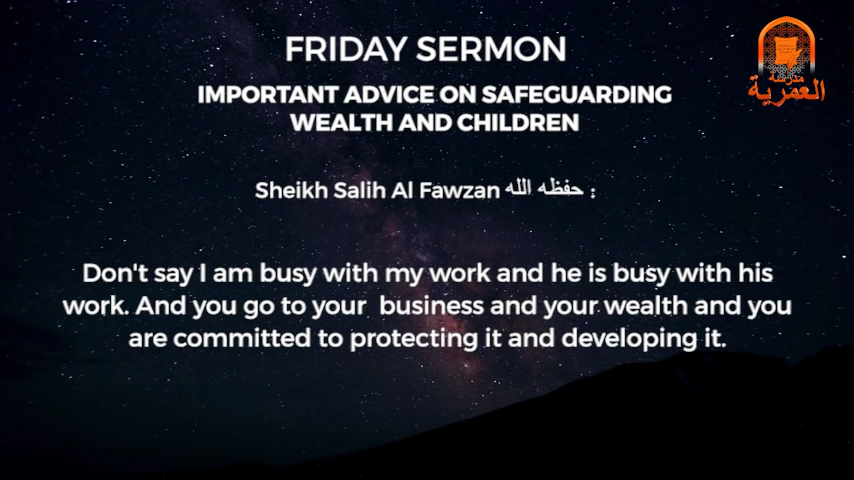 FRIDAY SERMON
IMPORTANT ADVICE ON SAFEGUARDING
WEALTH AND CHILDREN
مدرسة
العمرية
Sheikh Salih Al Fawzan حفظه الله :
Don't say I am busy with my work and he is busy with his
work. And you go to your  business and your wealth and you
are committed to protecting it and developing it.